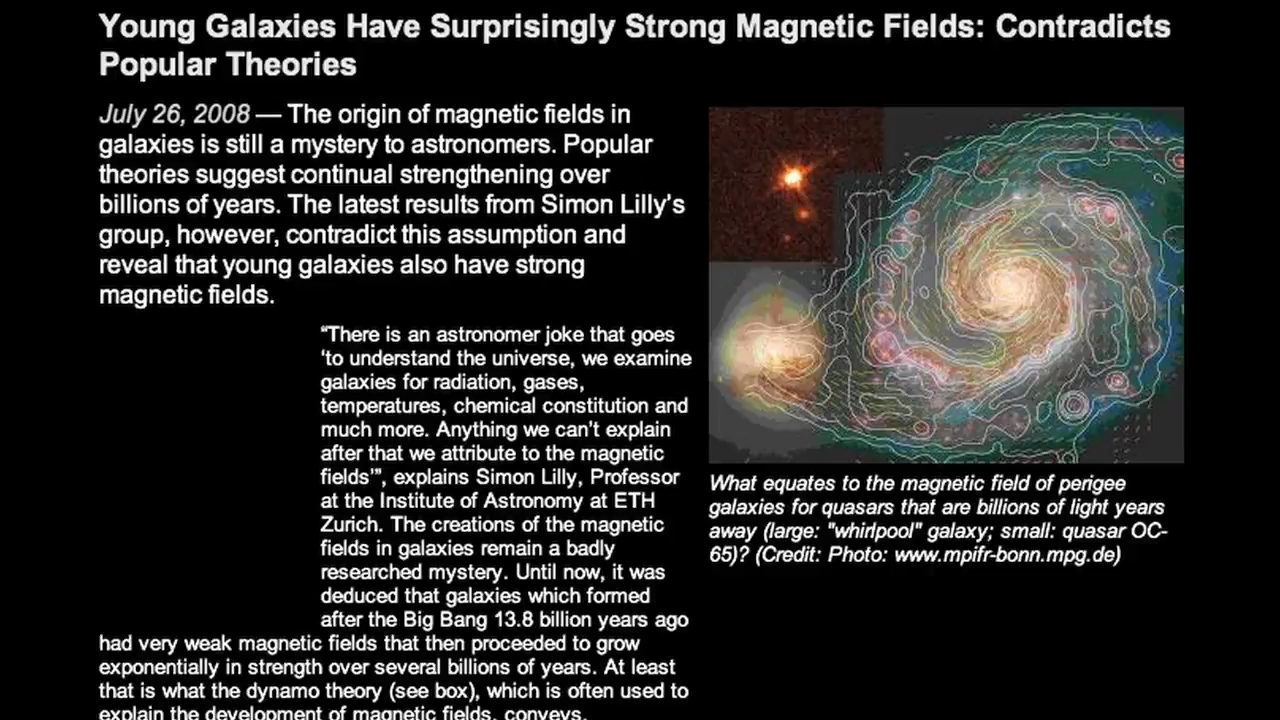 Young Galaxies Have Surprisingly Strong Magnetic Fields: Contradicts
Popular Theories
July 26, 2008 — The origin of magnetic fields in
galaxies is still a mystery to astronomers. Popular
theories suggest continual strengthening over
billions of years. The latest results from Simon Lilly's
group, however, contradict this assumption and
reveal that young galaxies also have strong
magnetic fields.
"There is an astronomer joke that goes
'to understand the universe, we examine
galaxies for radiation, gases,
temperatures, chemical constitution and
much more. Anything we can't explain
after that we attribute to the magnetic
fields'", explains Simon Lilly, Professor
at the Institute of Astronomy at ETH
Zurich. The creations of the magnetic
fields in galaxies remain a badly
researched mystery. Until now, it was
deduced that galaxies which formed
after the Big Bang 13.8 billion years ago
had very weak magnetic fields that then proceeded to grow
exponentially in strength over several billions of years. At least
that is what the dynamo theory (see box), which is often used to
explain the development of magnetic fields, conveys.
What equates to the magnetic field of perigee
galaxies for quasars that are billions of light years
away (large: "whirlpool" galaxy; small: quasar OC-
65)? (Credit: Photo: www.mpifr-bonn.mpg.de)